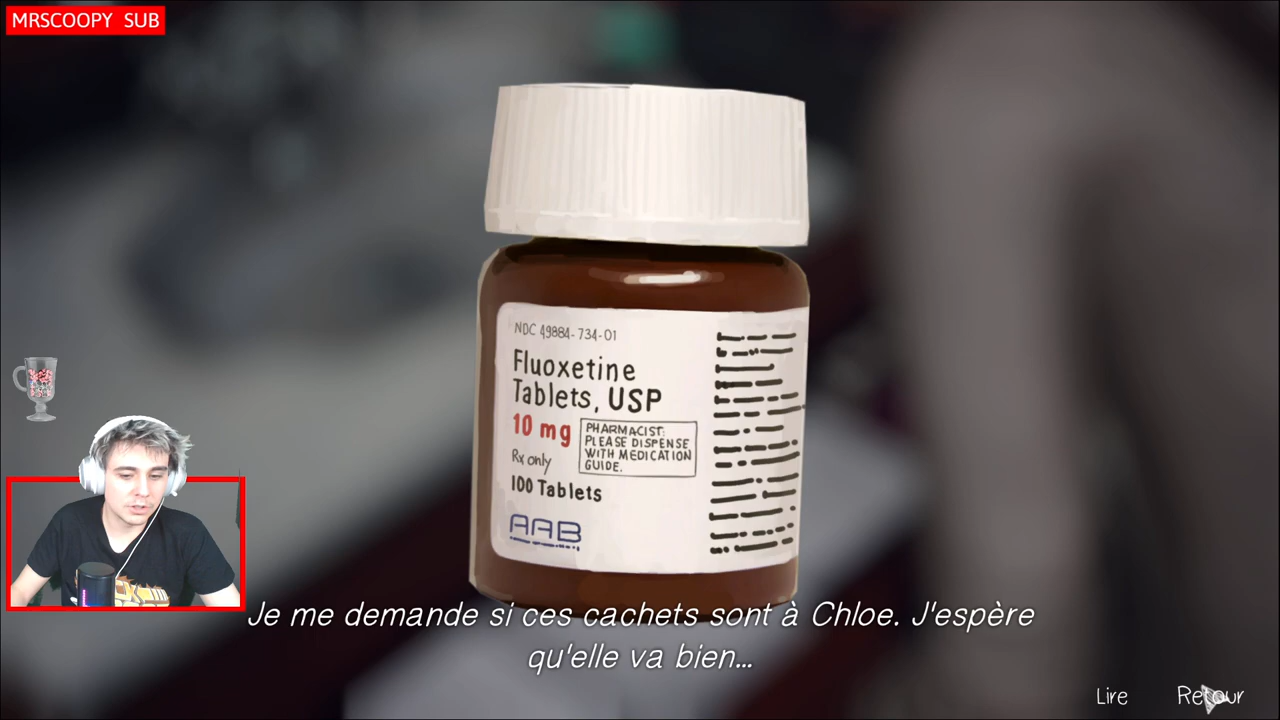 MRSCOOPY SUB
NDC 49884-734-01
Fluoxetine
Tablets, USP
10 mg
PHARMACIST:
PLEASE DISPENSE
WITH MEDICATION
GUIDE.
Rx only
100 Tablets
AAB
Je me demande si ces cachets sont à Chloe. J'espère
qu'elle va bien...
Lire Retour